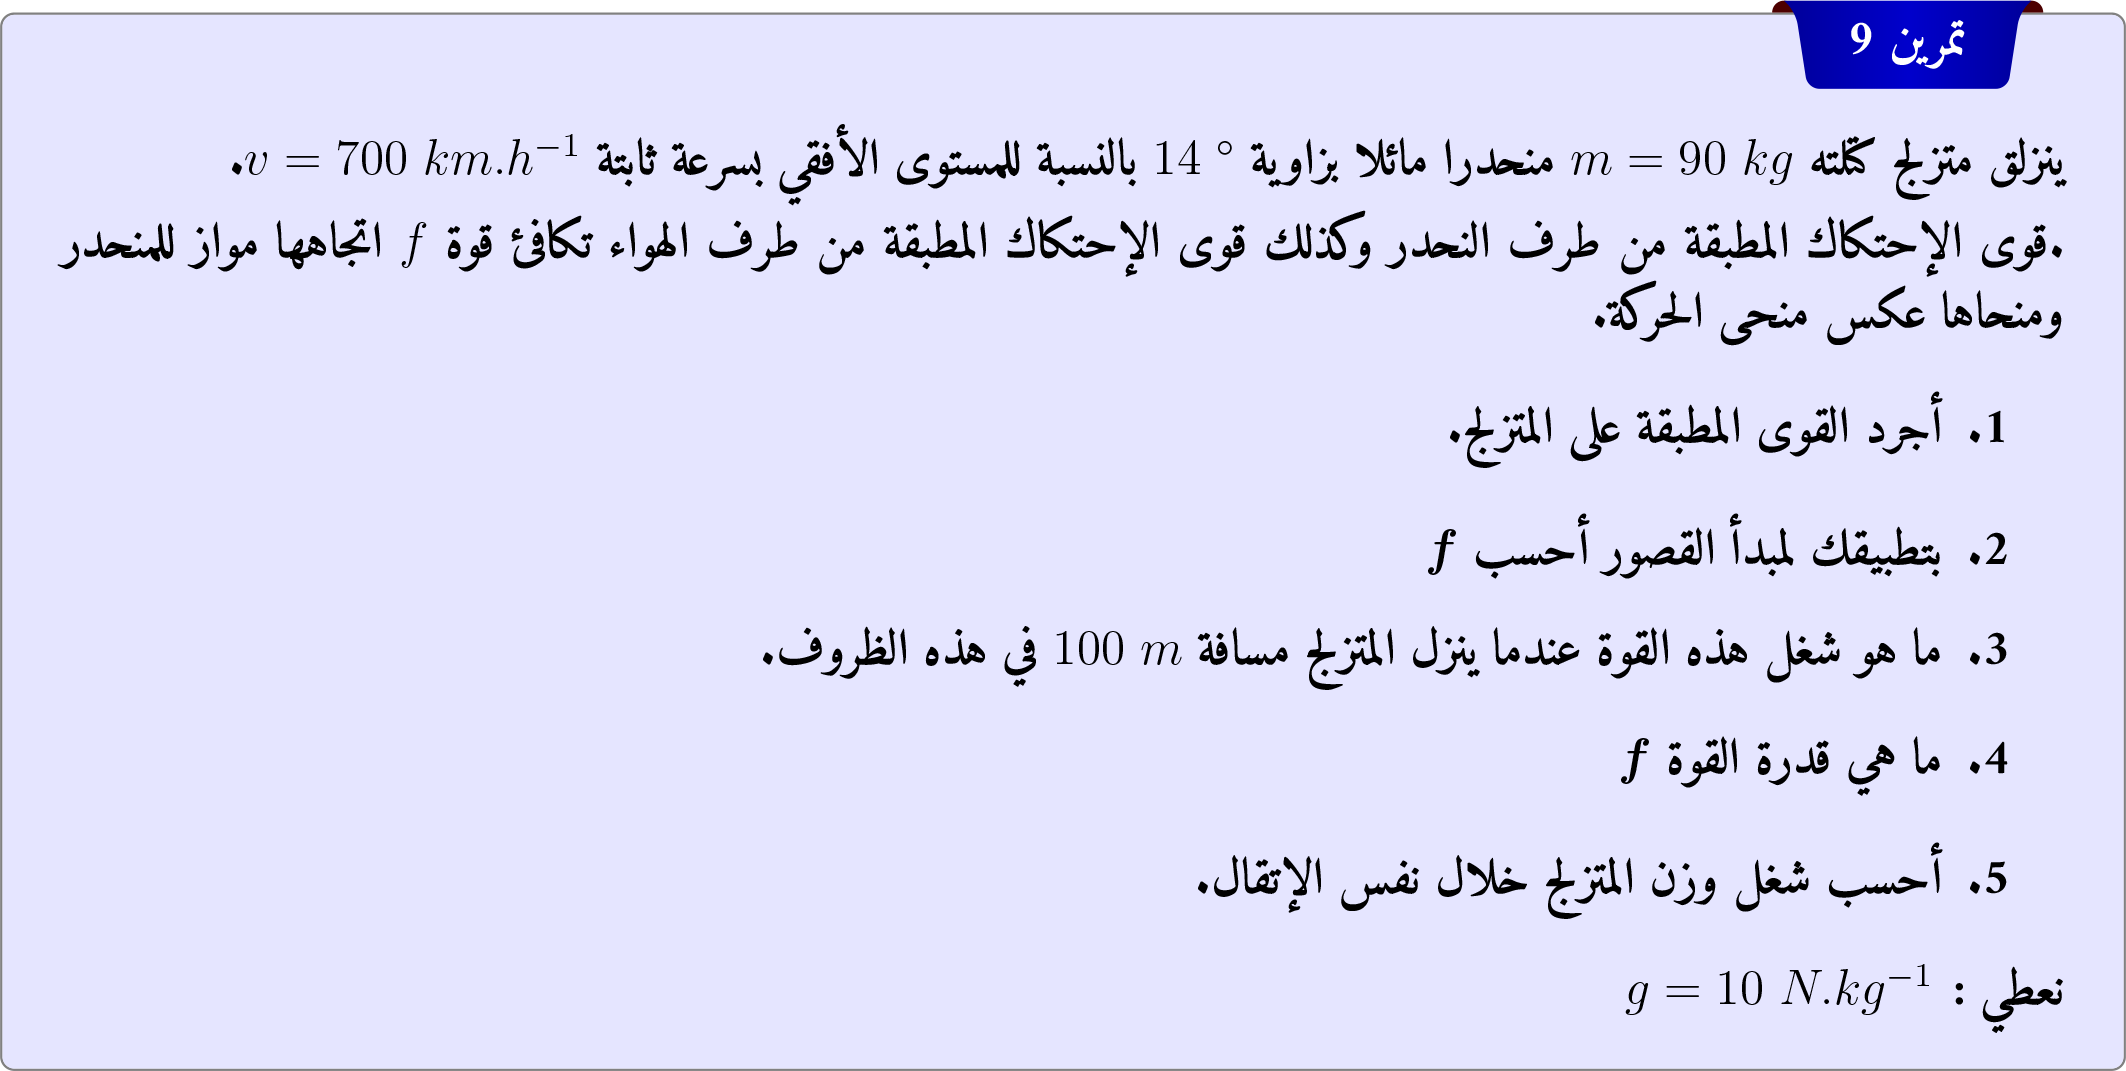 تمرين 9
ينزلق متزلج كتلته m = 90 kg منحدرا مائلا بزاوية 14 ° بالنسبة للمستوى الأفقي بسرعة ثابتة v = 700 km.h⁻¹.
.قوى الإحتكاك المطبقة من طرف النحدر وكذلك قوى الإحتكاك المطبقة من طرف الهواء تكافئ قوة f اتجاهها مواز للمنحدر
ومنحاها عكس منحى الحركة.
1. أجرد القوى المطبقة على المتزلج.
2. بتطبيقك لمبدأ القصور أحسب f
3. ما هو شغل هذه القوة عندما ينزل المتزلج مسافة 100 m في هذه الظروف.
4. ما هي قدرة القوة f
5. أحسب شغل وزن المتزلج خلال نفس الإتقال.
نعطي : g = 10 N.kg⁻¹